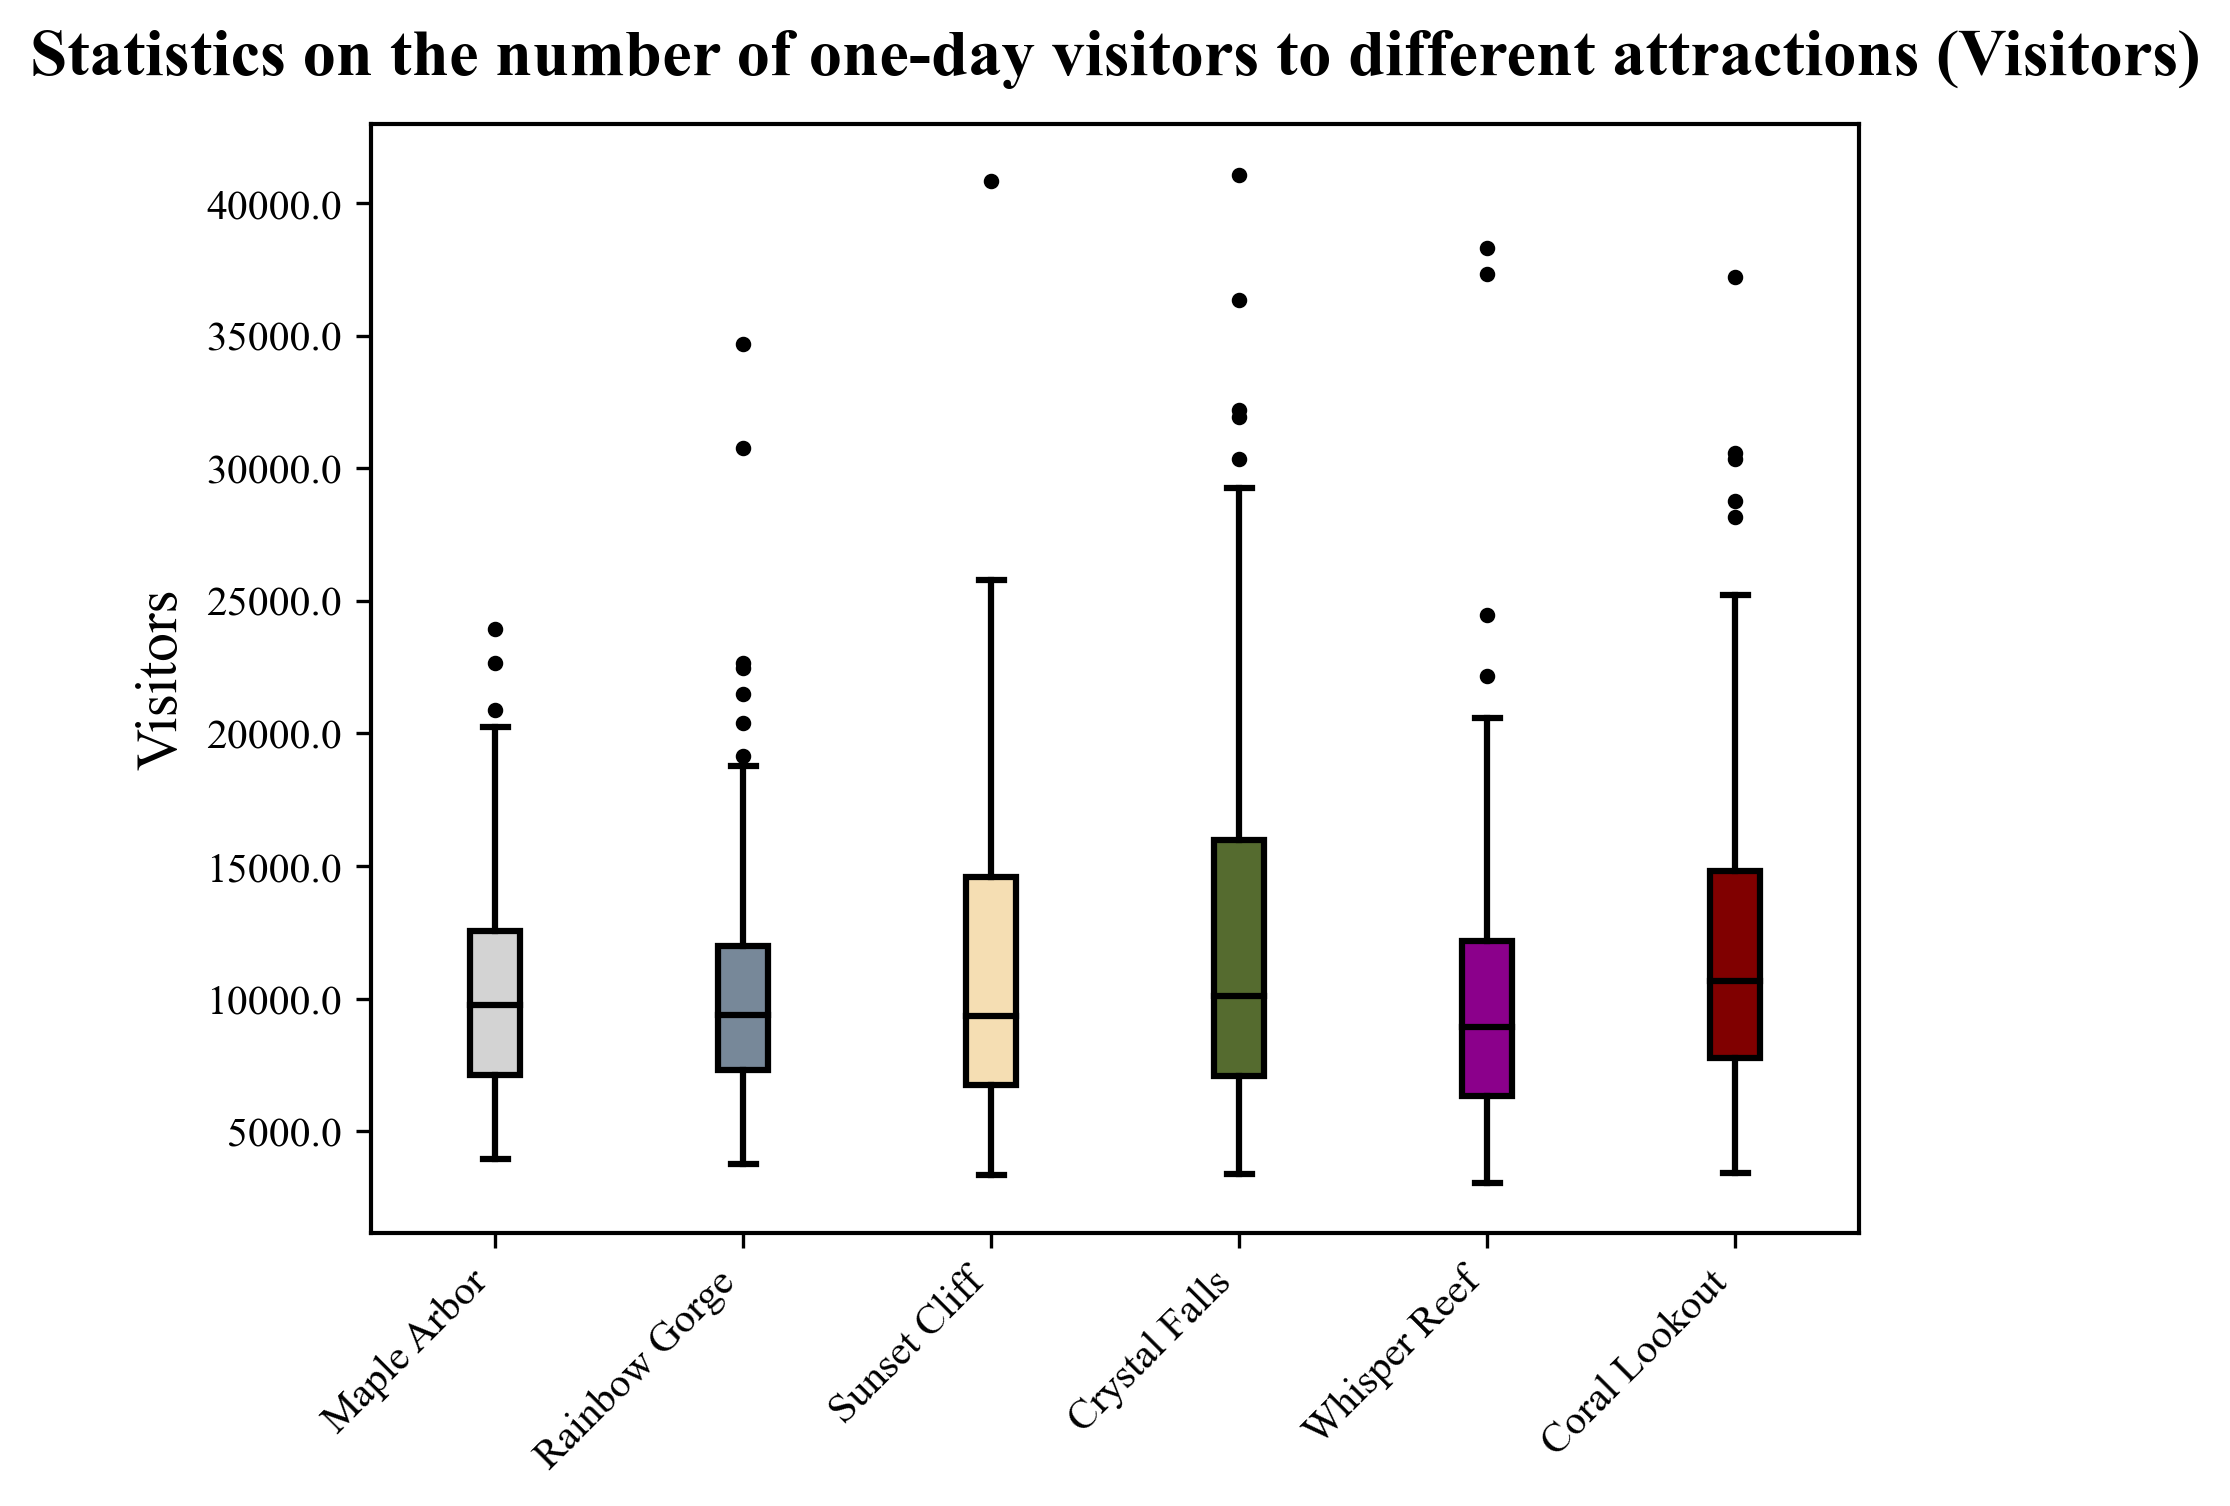 Statistics on the number of one-day visitors to different attractions (Visitors)
Visitors
40000.0
35000.0
30000.0
25000.0
20000.0
15000.0
10000.0
5000.0
Maple Arbor
Rainbow Gorge
Sunset Cliff
Crystal Falls
Whisper Reef
Coral Lookout